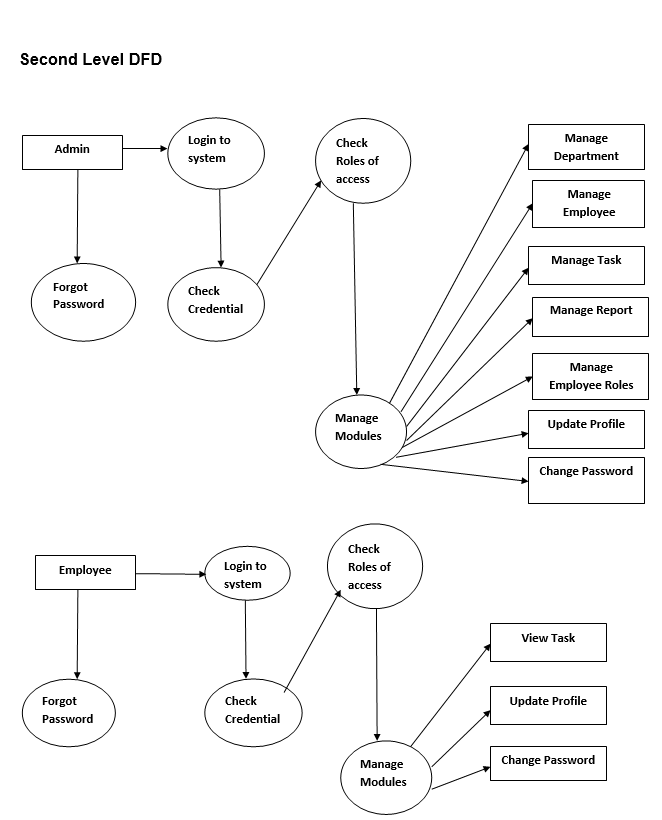 Second Level DFD
Admin
Login to
system
Check
Roles of
access
Manage
Department
Manage
Employee
Manage Task
Forgot
Password
Check
Credential
Manage Report
Manage
Employee Roles
Manage
Modules
Update Profile
Change Password
Employee
Login to
system
Check
Roles of
access
View Task
Forgot
Password
Check
Credential
Update Profile
Manage
Modules
Change Password